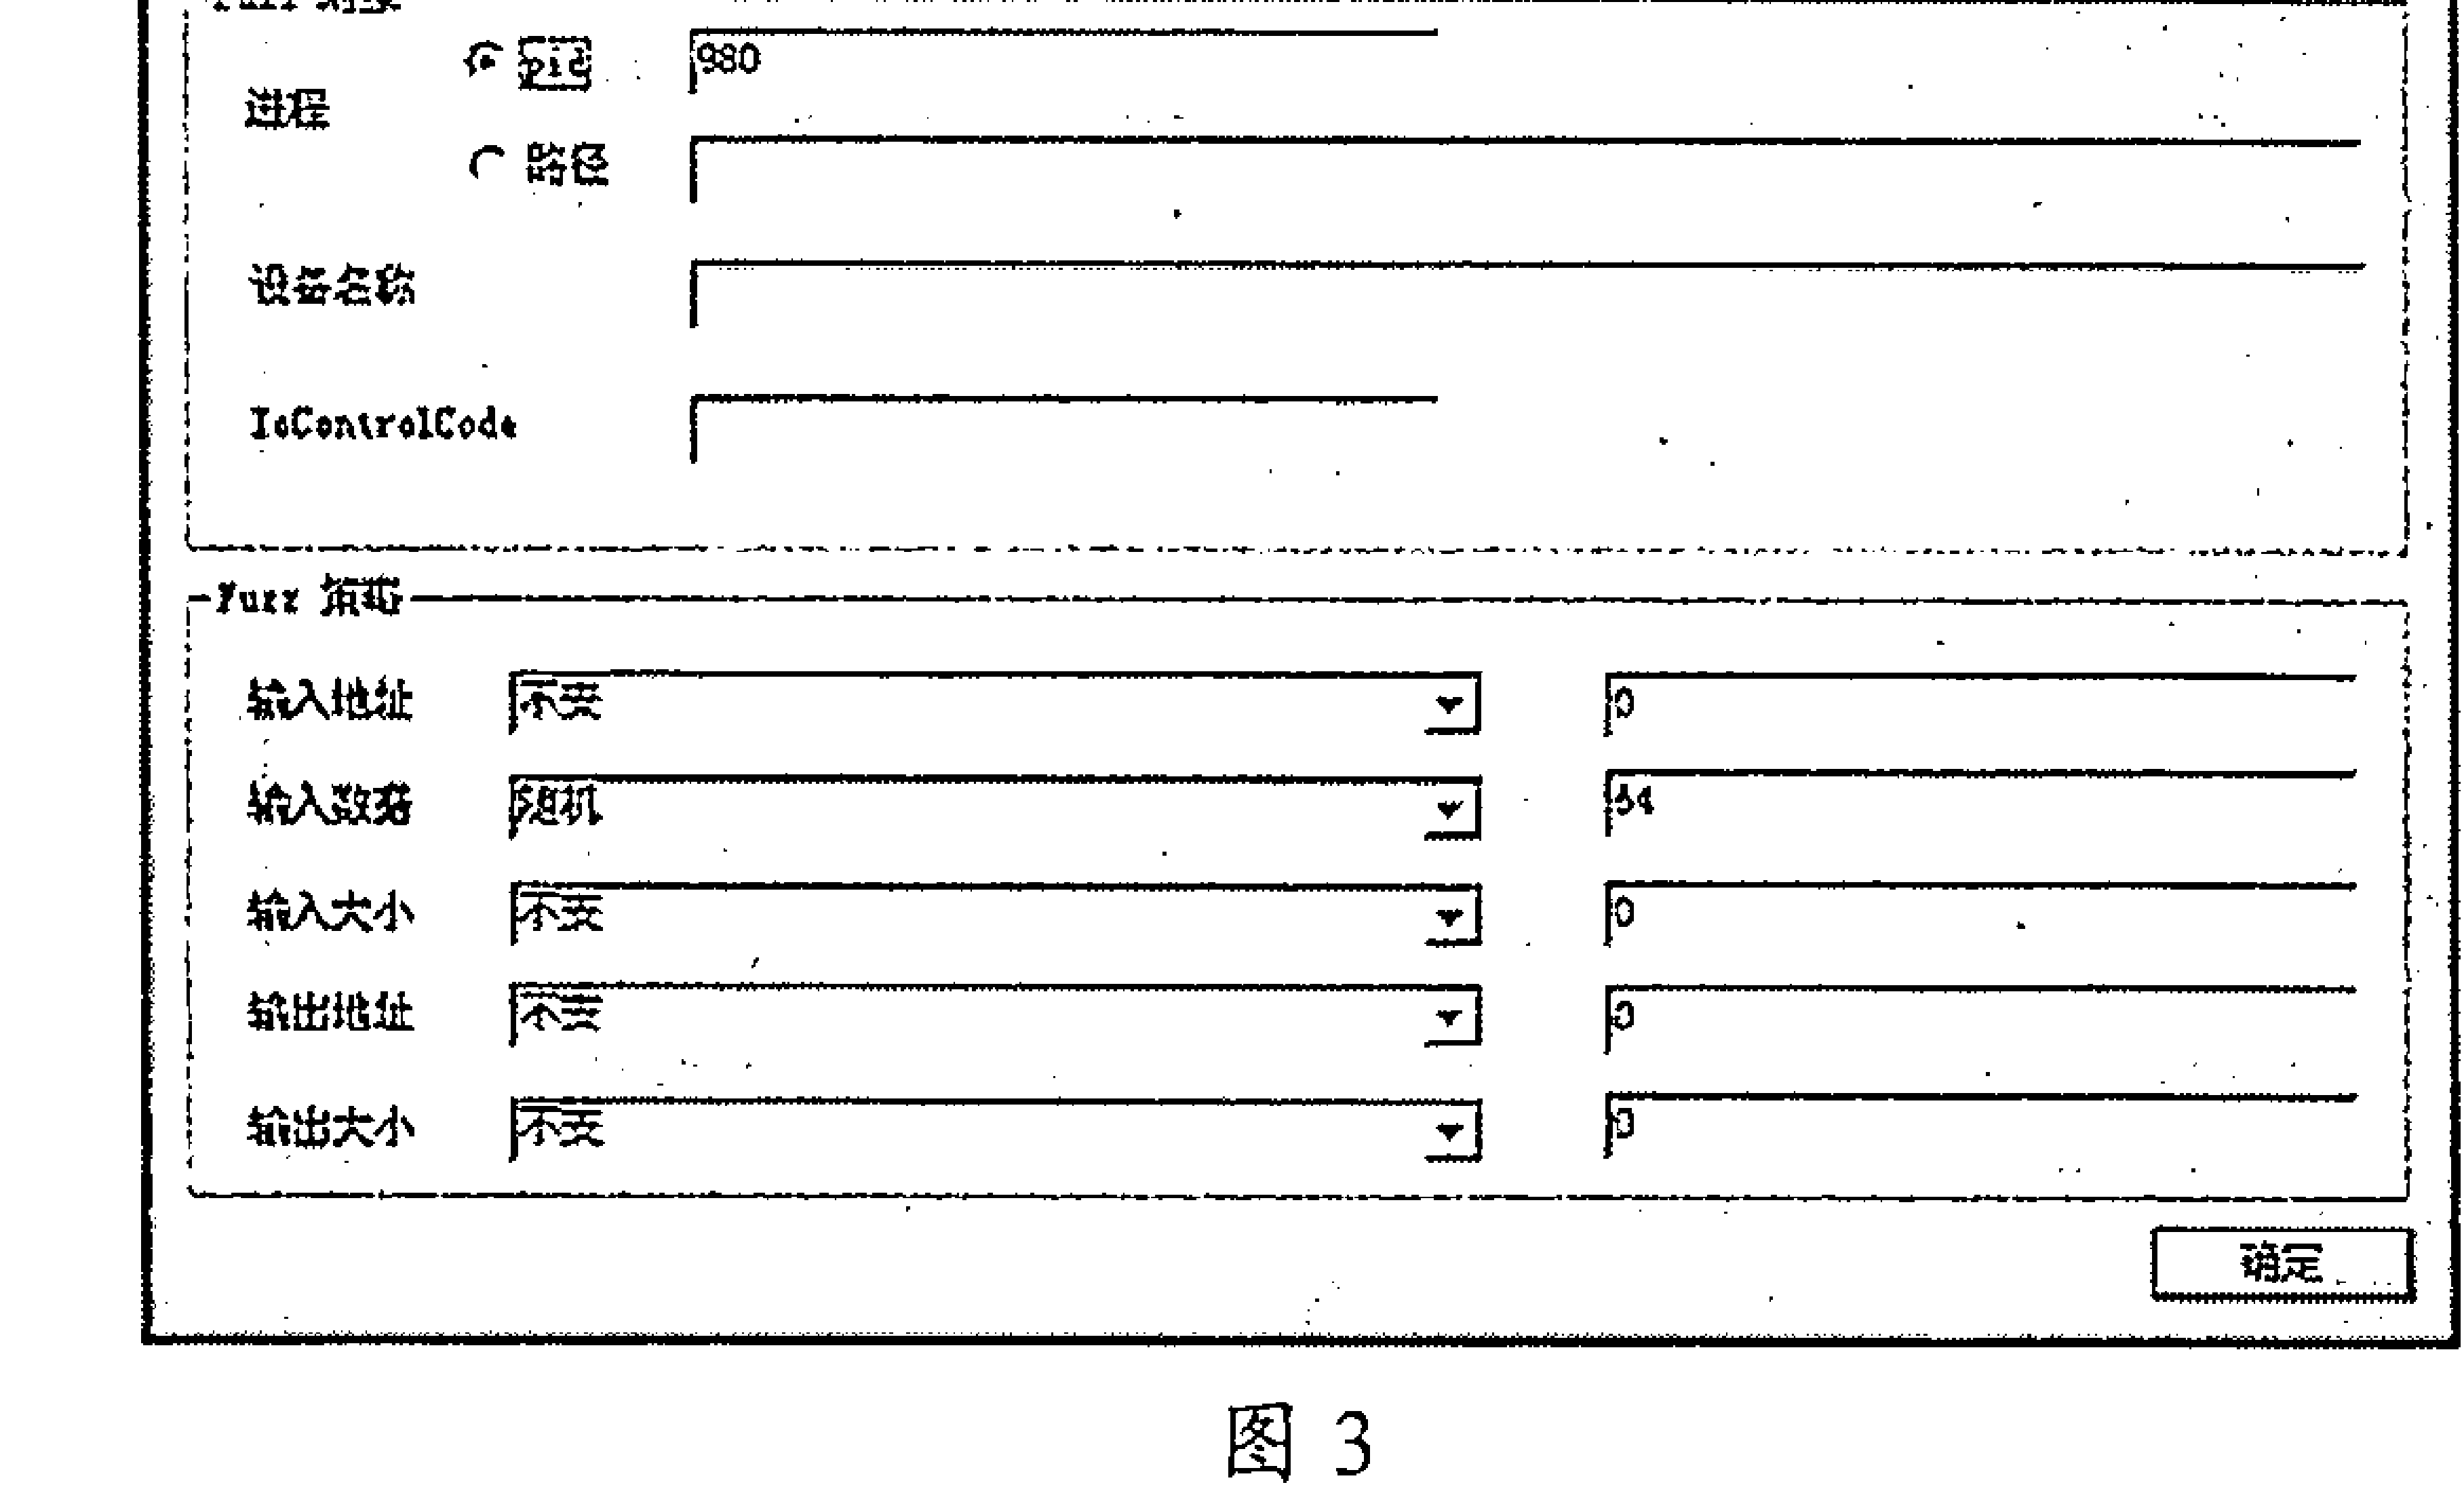 pid 980
进程
路径
设备名称
IoControlCode
Fuzz 策略
输入地址 不变 0
输入数据 随机
输入大小 不变 0
输出地址 不变 0
输出大小 不变 0
确定
图 3